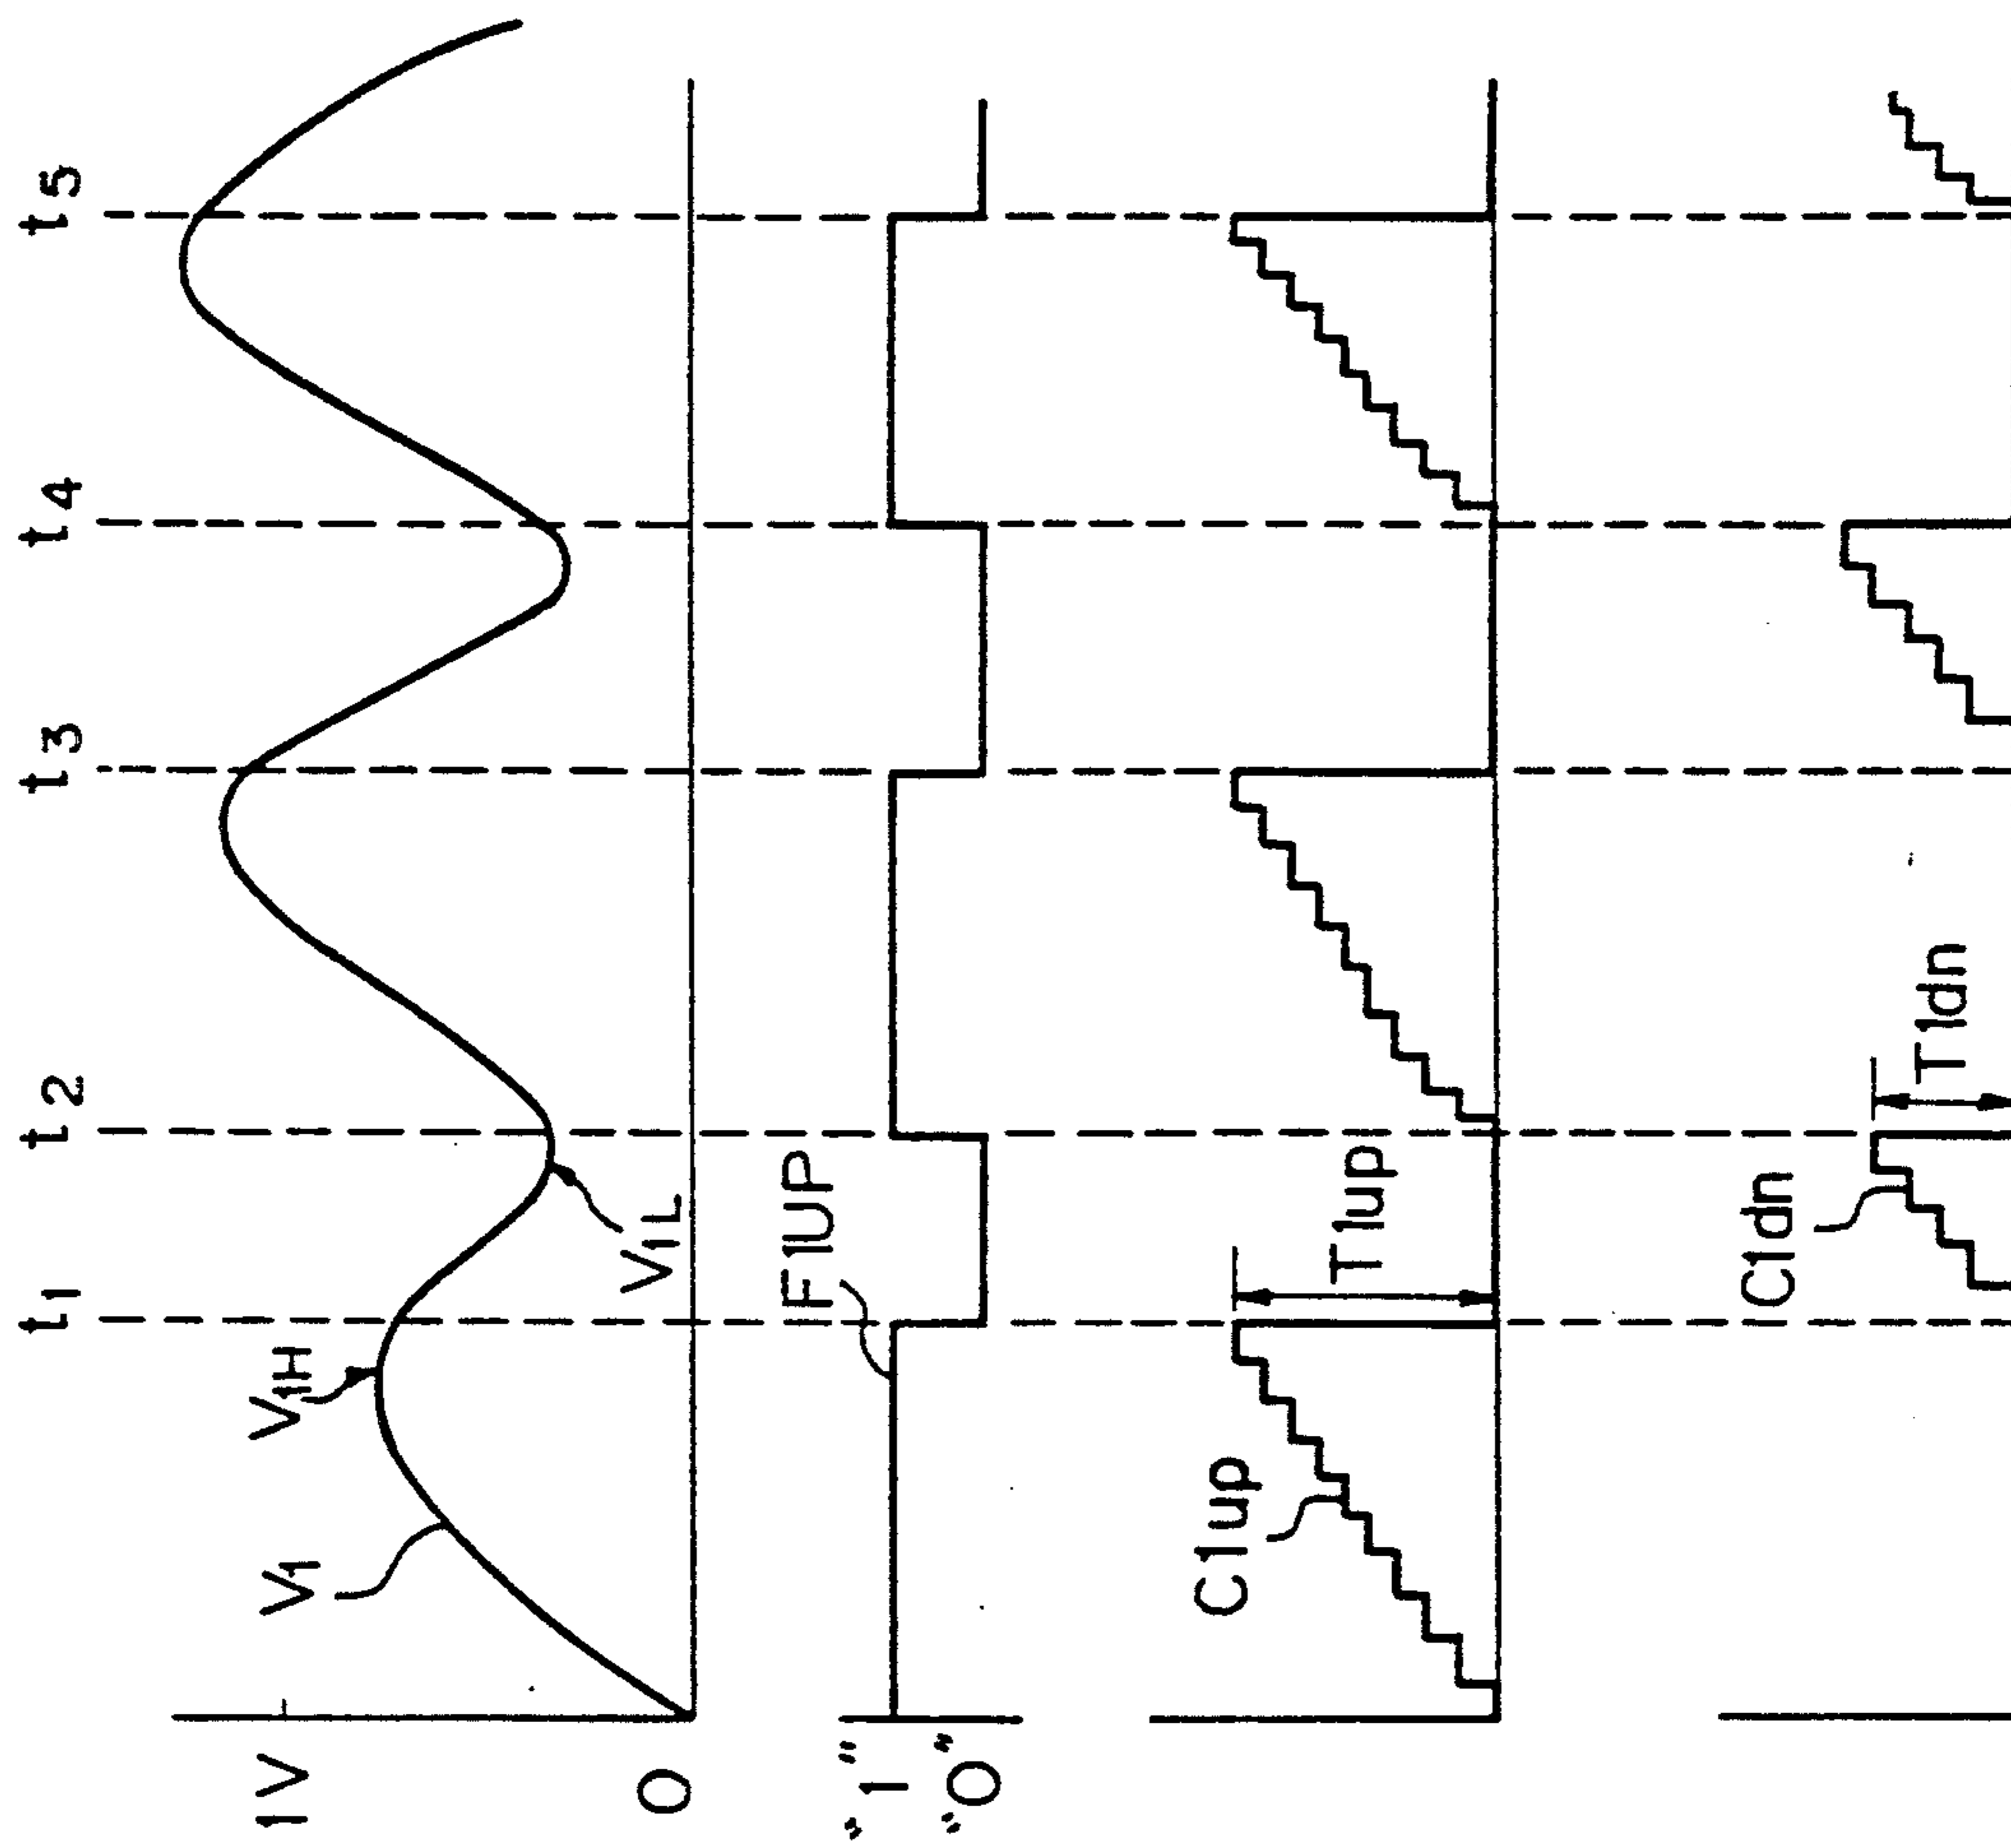 t1 t2 t3 t4 t5
1V
V1
V1H
V1L
0
F1UP
"1"
"0"
C1up
T1up
C1dn
T1dn